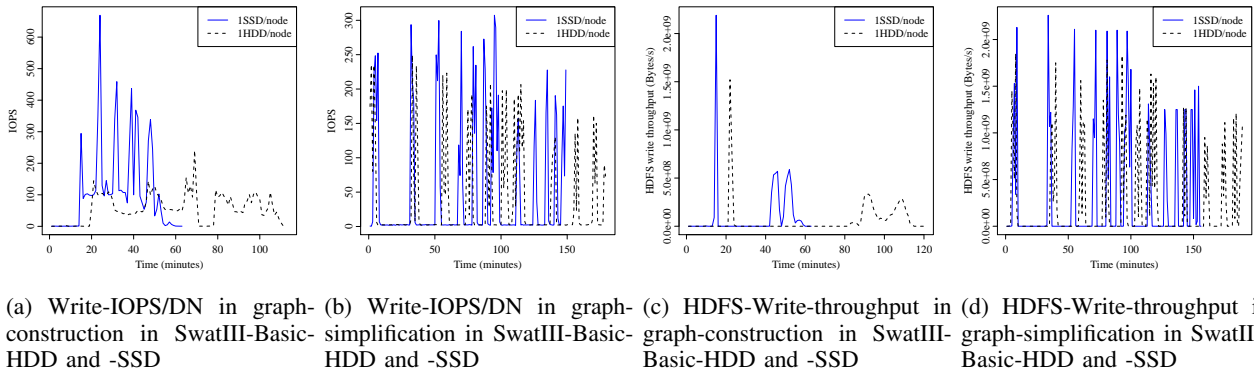 1SSD/node
1HDD/node
IOPS
600
500
400
300
200
100
0
0 20 40 60 80 100
Time (minutes)
1SSD/node
1HDD/node
IOPS
300
250
200
150
100
50
0
0 50 100 150
Time (minutes)
1SSD/node
1HDD/node
HDFS write throughput (Bytes/s)
2.0e+09
1.5e+09
1.0e+09
5.0e+08
0.0e+00
0 20 40 60 80 100 120
Time (minutes)
1SSD/node
1HDD/node
HDFS write throughput (Bytes/s)
2.0e+09
1.5e+09
1.0e+09
5.0e+08
0.0e+00
0 50 100 150
Time (minutes)
(a) Write-IOPS/DN in graph-
construction in SwatIII-Basic-
HDD and -SSD
(b) Write-IOPS/DN in graph-
simplification in SwatIII-Basic-
HDD and -SSD
(c) HDFS-Write-throughput in
graph-construction in SwatIII-
Basic-HDD and -SSD
(d) HDFS-Write-throughput i
graph-simplification in SwatII
Basic-HDD and -SSD